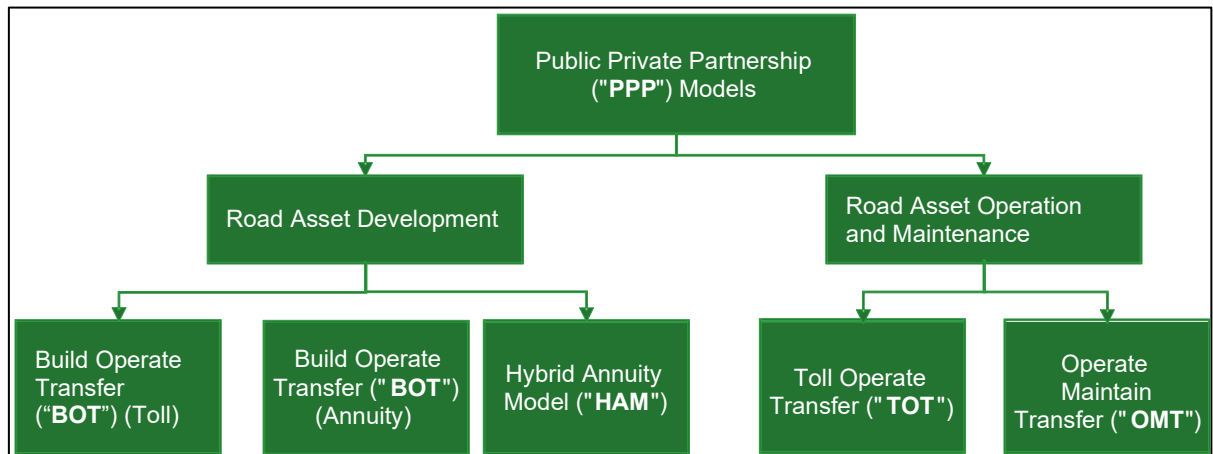 Public Private Partnership
("PPP") Models
Road Asset Development
Road Asset Operation
and Maintenance
Build Operate
Transfer
(“BOT”) (Toll)
Build Operate
Transfer ("BOT")
(Annuity)
Hybrid Annuity
Model ("HAM")
Toll Operate
Transfer ("TOT")
Operate
Maintain
Transfer ("OMT")